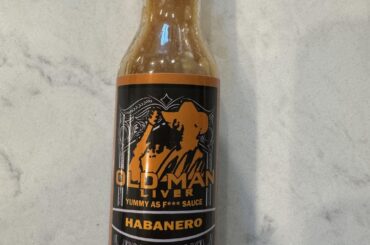 OLD MAN
LIVER
YUMMY AS F*** SAUCE
HABANERO